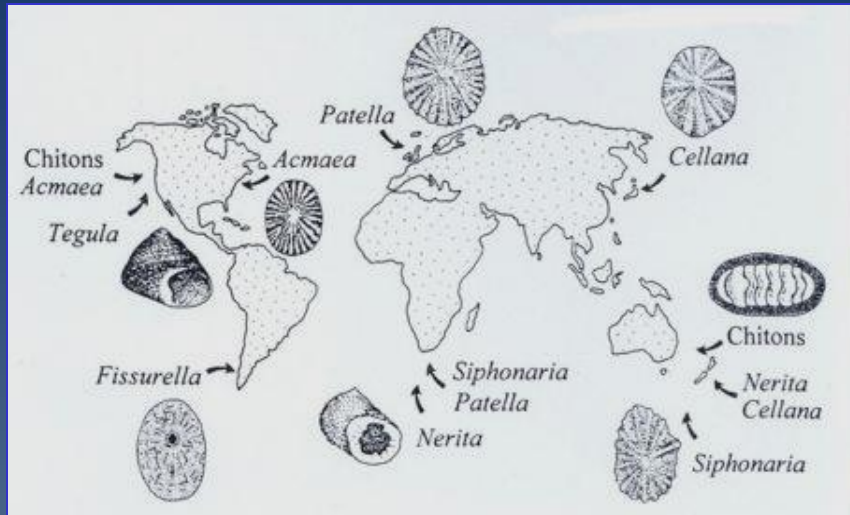 Patella
Cellana
Chitons
Acmaea
Acmaea
Tegula
Chitons
Fissurella
Siphonaria
Patella
Nerita
Cellana
Nerita
Siphonaria